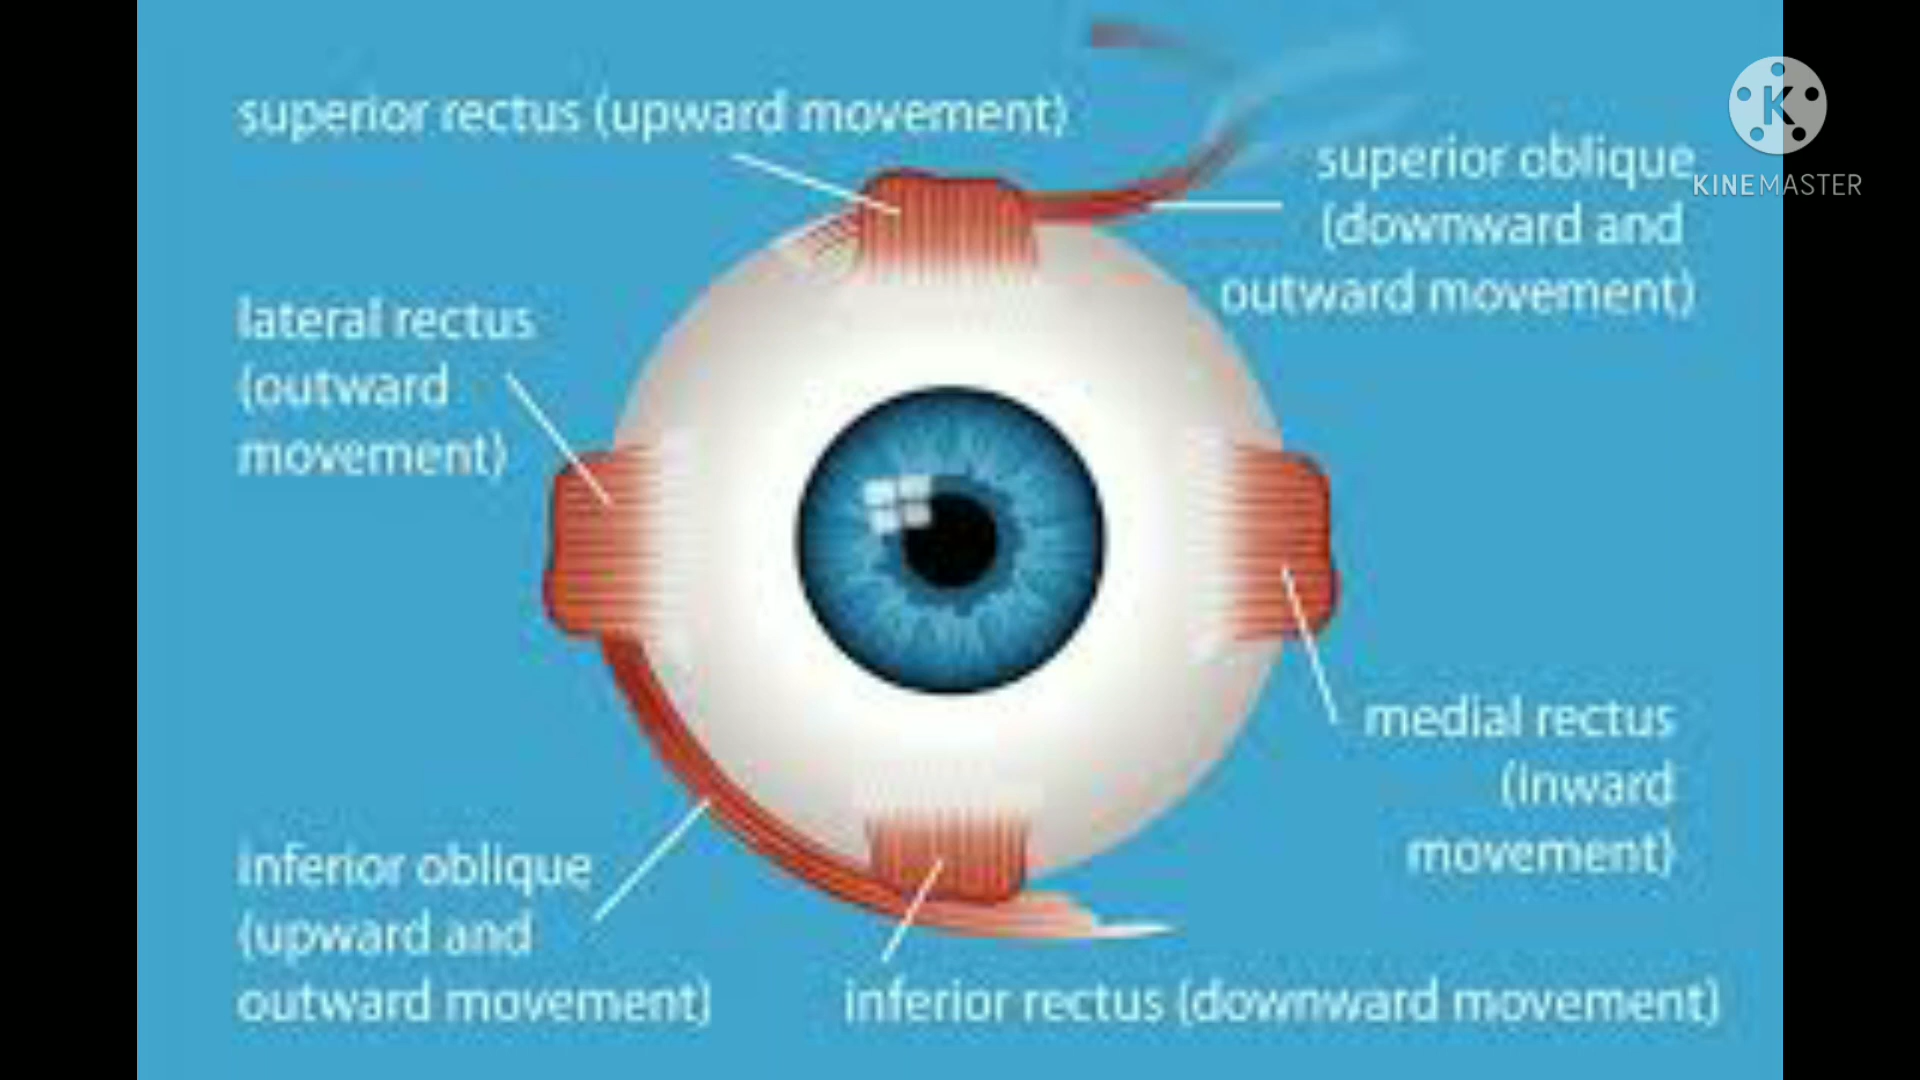 superior rectus (upward movement)
superior oblique
(downward and
outward movement)
K
KINEMASTER
lateral rectus
(outward
movement)
medial rectus
(inward
movement)
inferior oblique
(upward and
outward movement)
inferior rectus (downward movement)